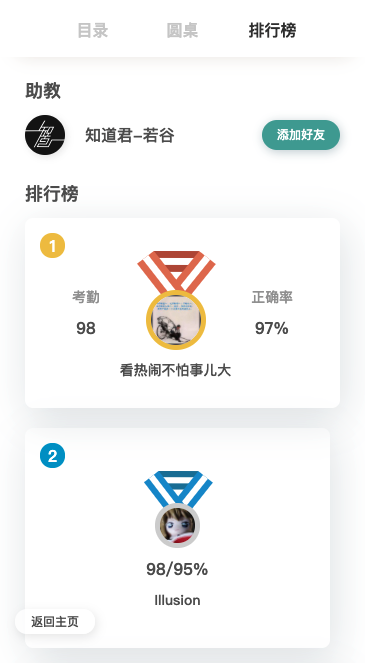 目录 圆桌 排行榜
助教
知道君-若谷 添加好友
排行榜
1
考勤 正确率
98 97%
看热闹不怕事儿大
2
98/95%
Illusion
返回主页